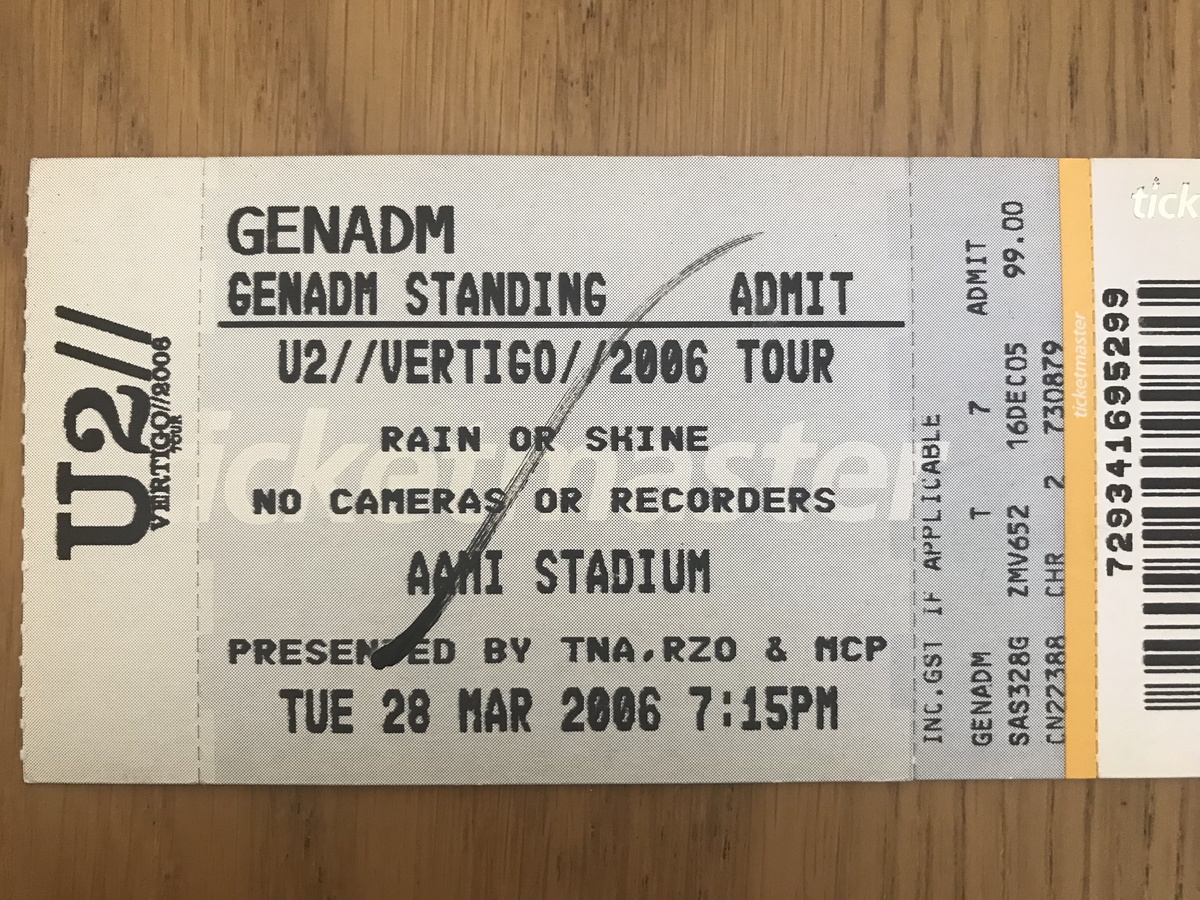 U2//
VERTIGO//2006
TOUR
GENADM
GENADM STANDING ADMIT
U2//VERTIGO//2006 TOUR
RAIN OR SHINE
NO CAMERAS OR RECORDERS
AAMI STADIUM
PRESENTED BY TNA.RZO & MCP
TUE 28 MAR 2006 7:15PM
ticketmaster
INC.GST IF APPLICABLE
GENADM T 7 ADMIT
SAS328G ZMV652 16DEC05 99.00
CN22388 CHR 2 730879
ticketmaster
729341695299
tick